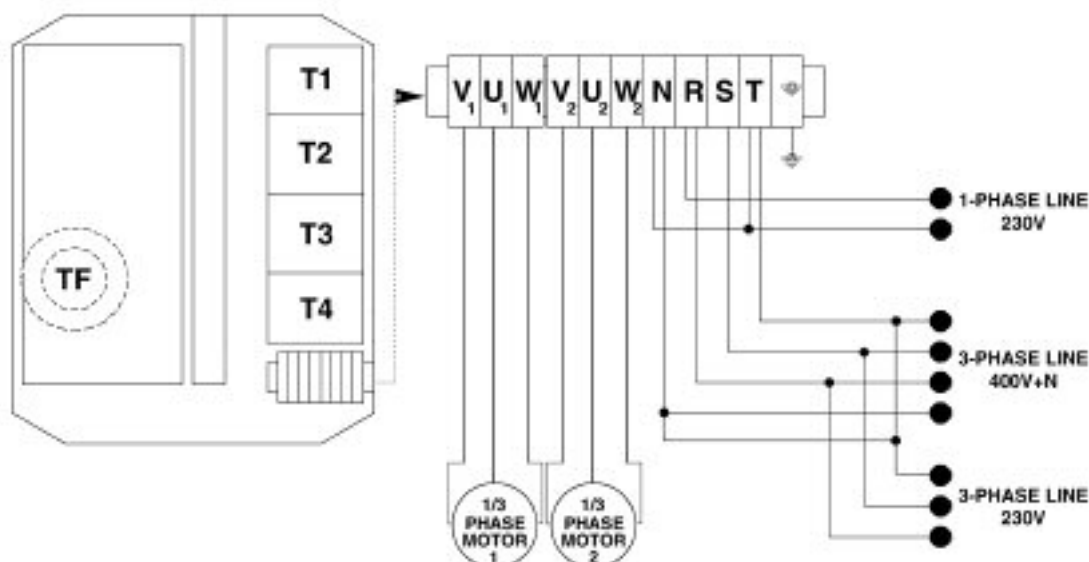 T1
T2
T3
T4
TF
V1 U1 W1 V2 U2 W2 N R S T
1-PHASE LINE
230V
3-PHASE LINE
400V+N
3-PHASE LINE
230V
1/3
PHASE
MOTOR
1
1/3
PHASE
MOTOR
2